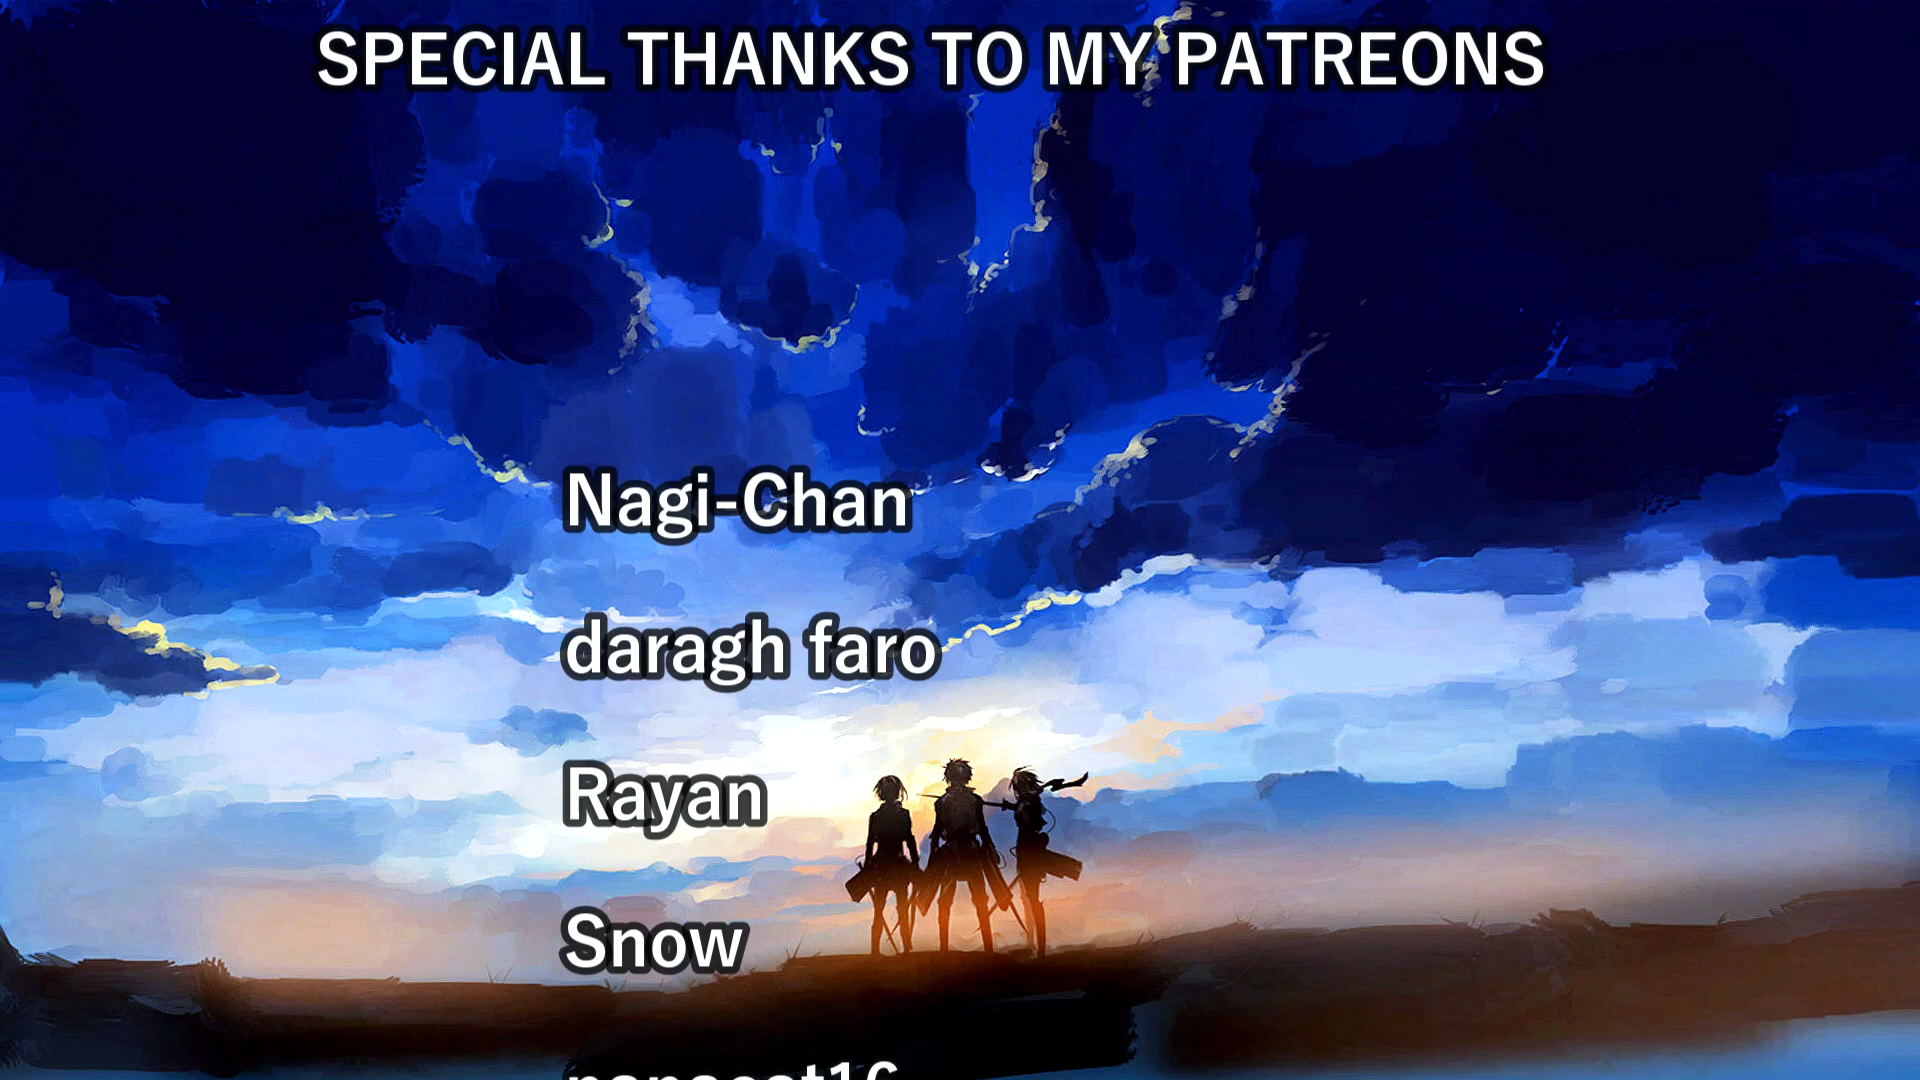 SPECIAL THANKS TO MY PATREONS
Nagi-Chan
daragh faro
Rayan
Snow